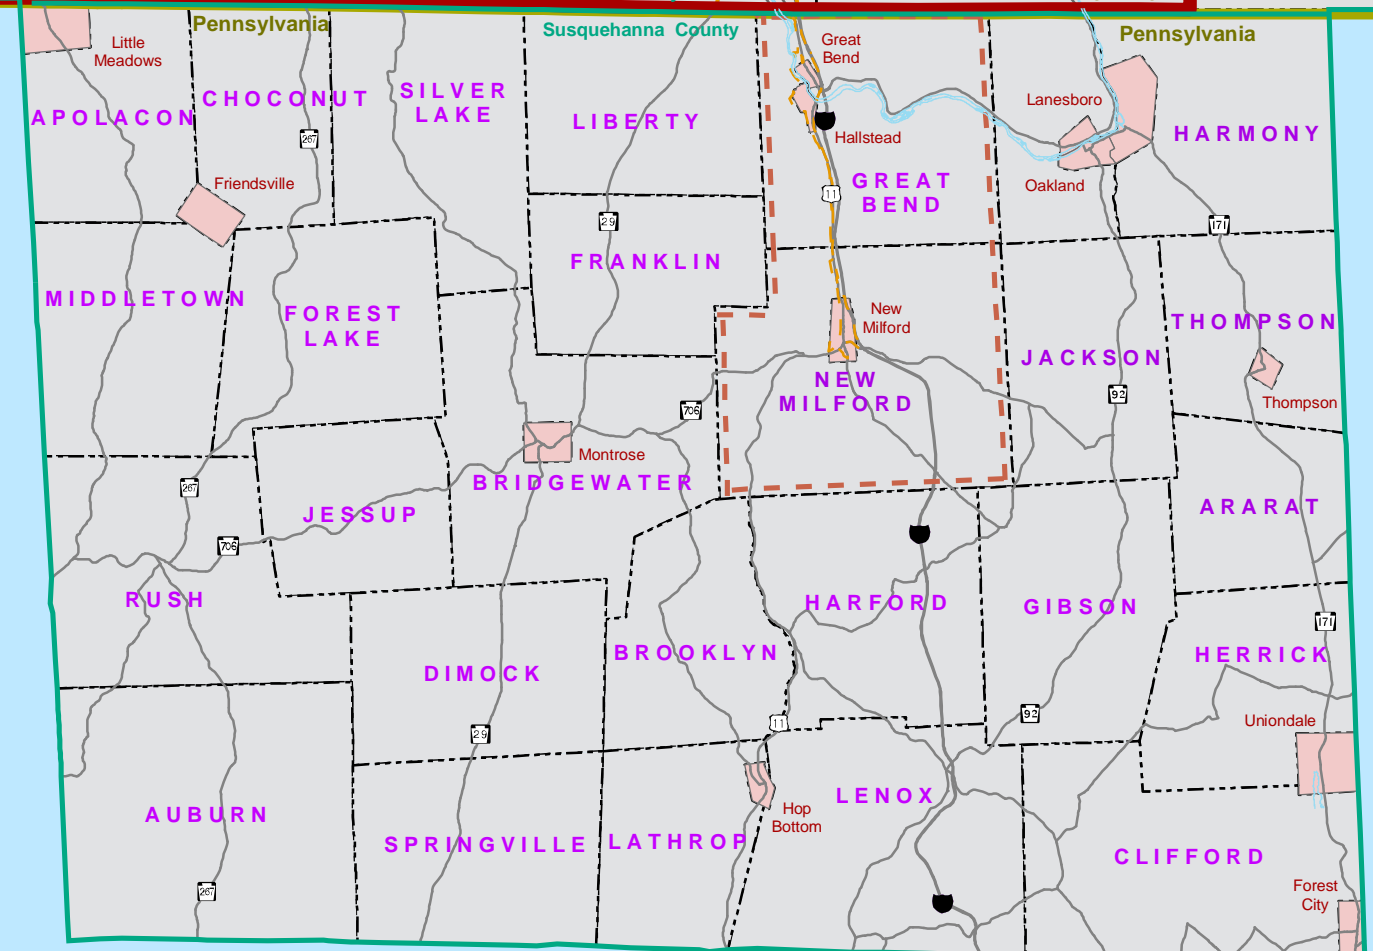 Pennsylvania
Susquehanna County
Pennsylvania
Little
Meadows
Great
Bend
APOLACON
CHOCONUT
SILVER
LAKE
LIBERTY
Lanesboro
HARMONY
267
Hallstead
Friendsville
11
GREAT
BEND
Oakland
29
171
FRANKLIN
MIDDLETOWN
FOREST
LAKE
New
Milford
THOMPSON
JACKSON
NEW
MILFORD
92
Thompson
706
Montrose
BRIDGEWATER
267
JESSUP
ARARAT
706
RUSH
HARFORD
GIBSON
171
BROOKLYN
HERRICK
DIMOCK
92
Uniondale
29
11
AUBURN
LENOX
Hop
Bottom
SPRINGVILLE
LATHROP
CLIFFORD
267
Forest
City